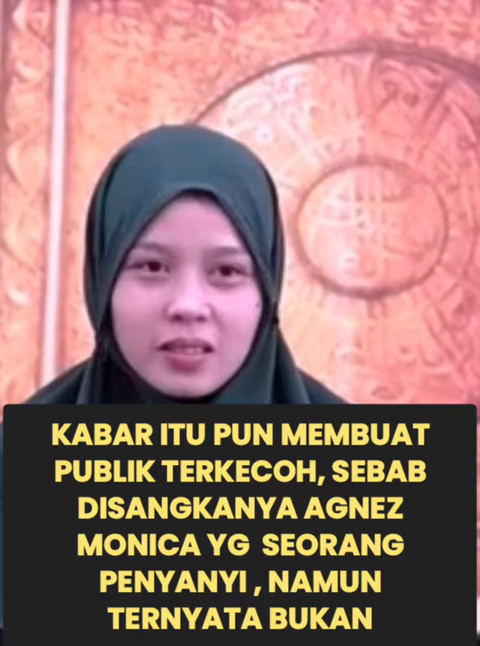 KABAR ITU PUN MEMBUAT
PUBLIK TERKECOH, SEBAB
DISANGKANYA AGNEZ
MONICA YG SEORANG
PENYANYI , NAMUN
TERNYATA BUKAN